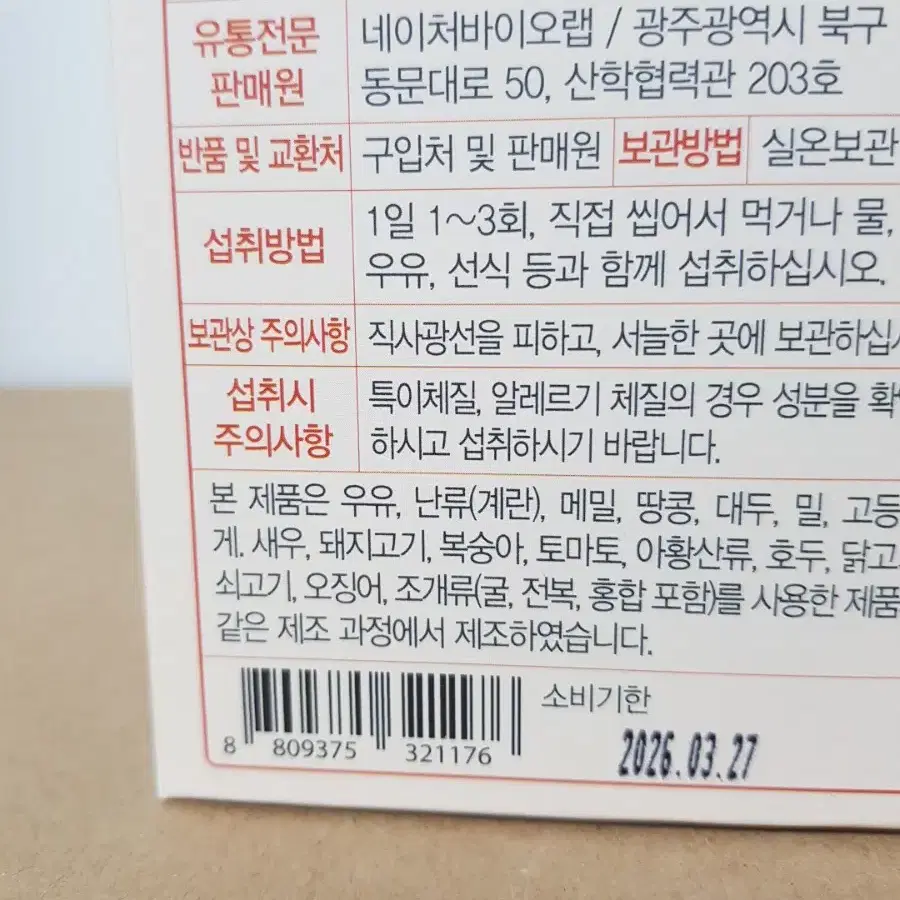 유통전문
판매원
네이처바이오랩 / 광주광역시 북구
동문대로 50, 산학협력관 203호
반품 및 교환처
구입처 및 판매원
보관방법
실온보관
섭취방법
1일 1~3회, 직접 씹어서 먹거나 물,
우유, 선식 등과 함께 섭취하십시오.
보관상 주의사항
직사광선을 피하고, 서늘한 곳에 보관하십시
섭취시
주의사항
특이체질, 알레르기 체질의 경우 성분을 확
하시고 섭취하시기 바랍니다.
본 제품은 우유, 난류(계란), 메밀, 땅콩, 대두, 밀, 고등
게. 새우, 돼지고기, 복숭아, 토마토, 아황산류, 호두, 닭고
쇠고기, 오징어, 조개류(굴, 전복, 홍합 포함)를 사용한 제품
같은 제조 과정에서 제조하였습니다.
8 809375 321176
소비기한
2026.03.27